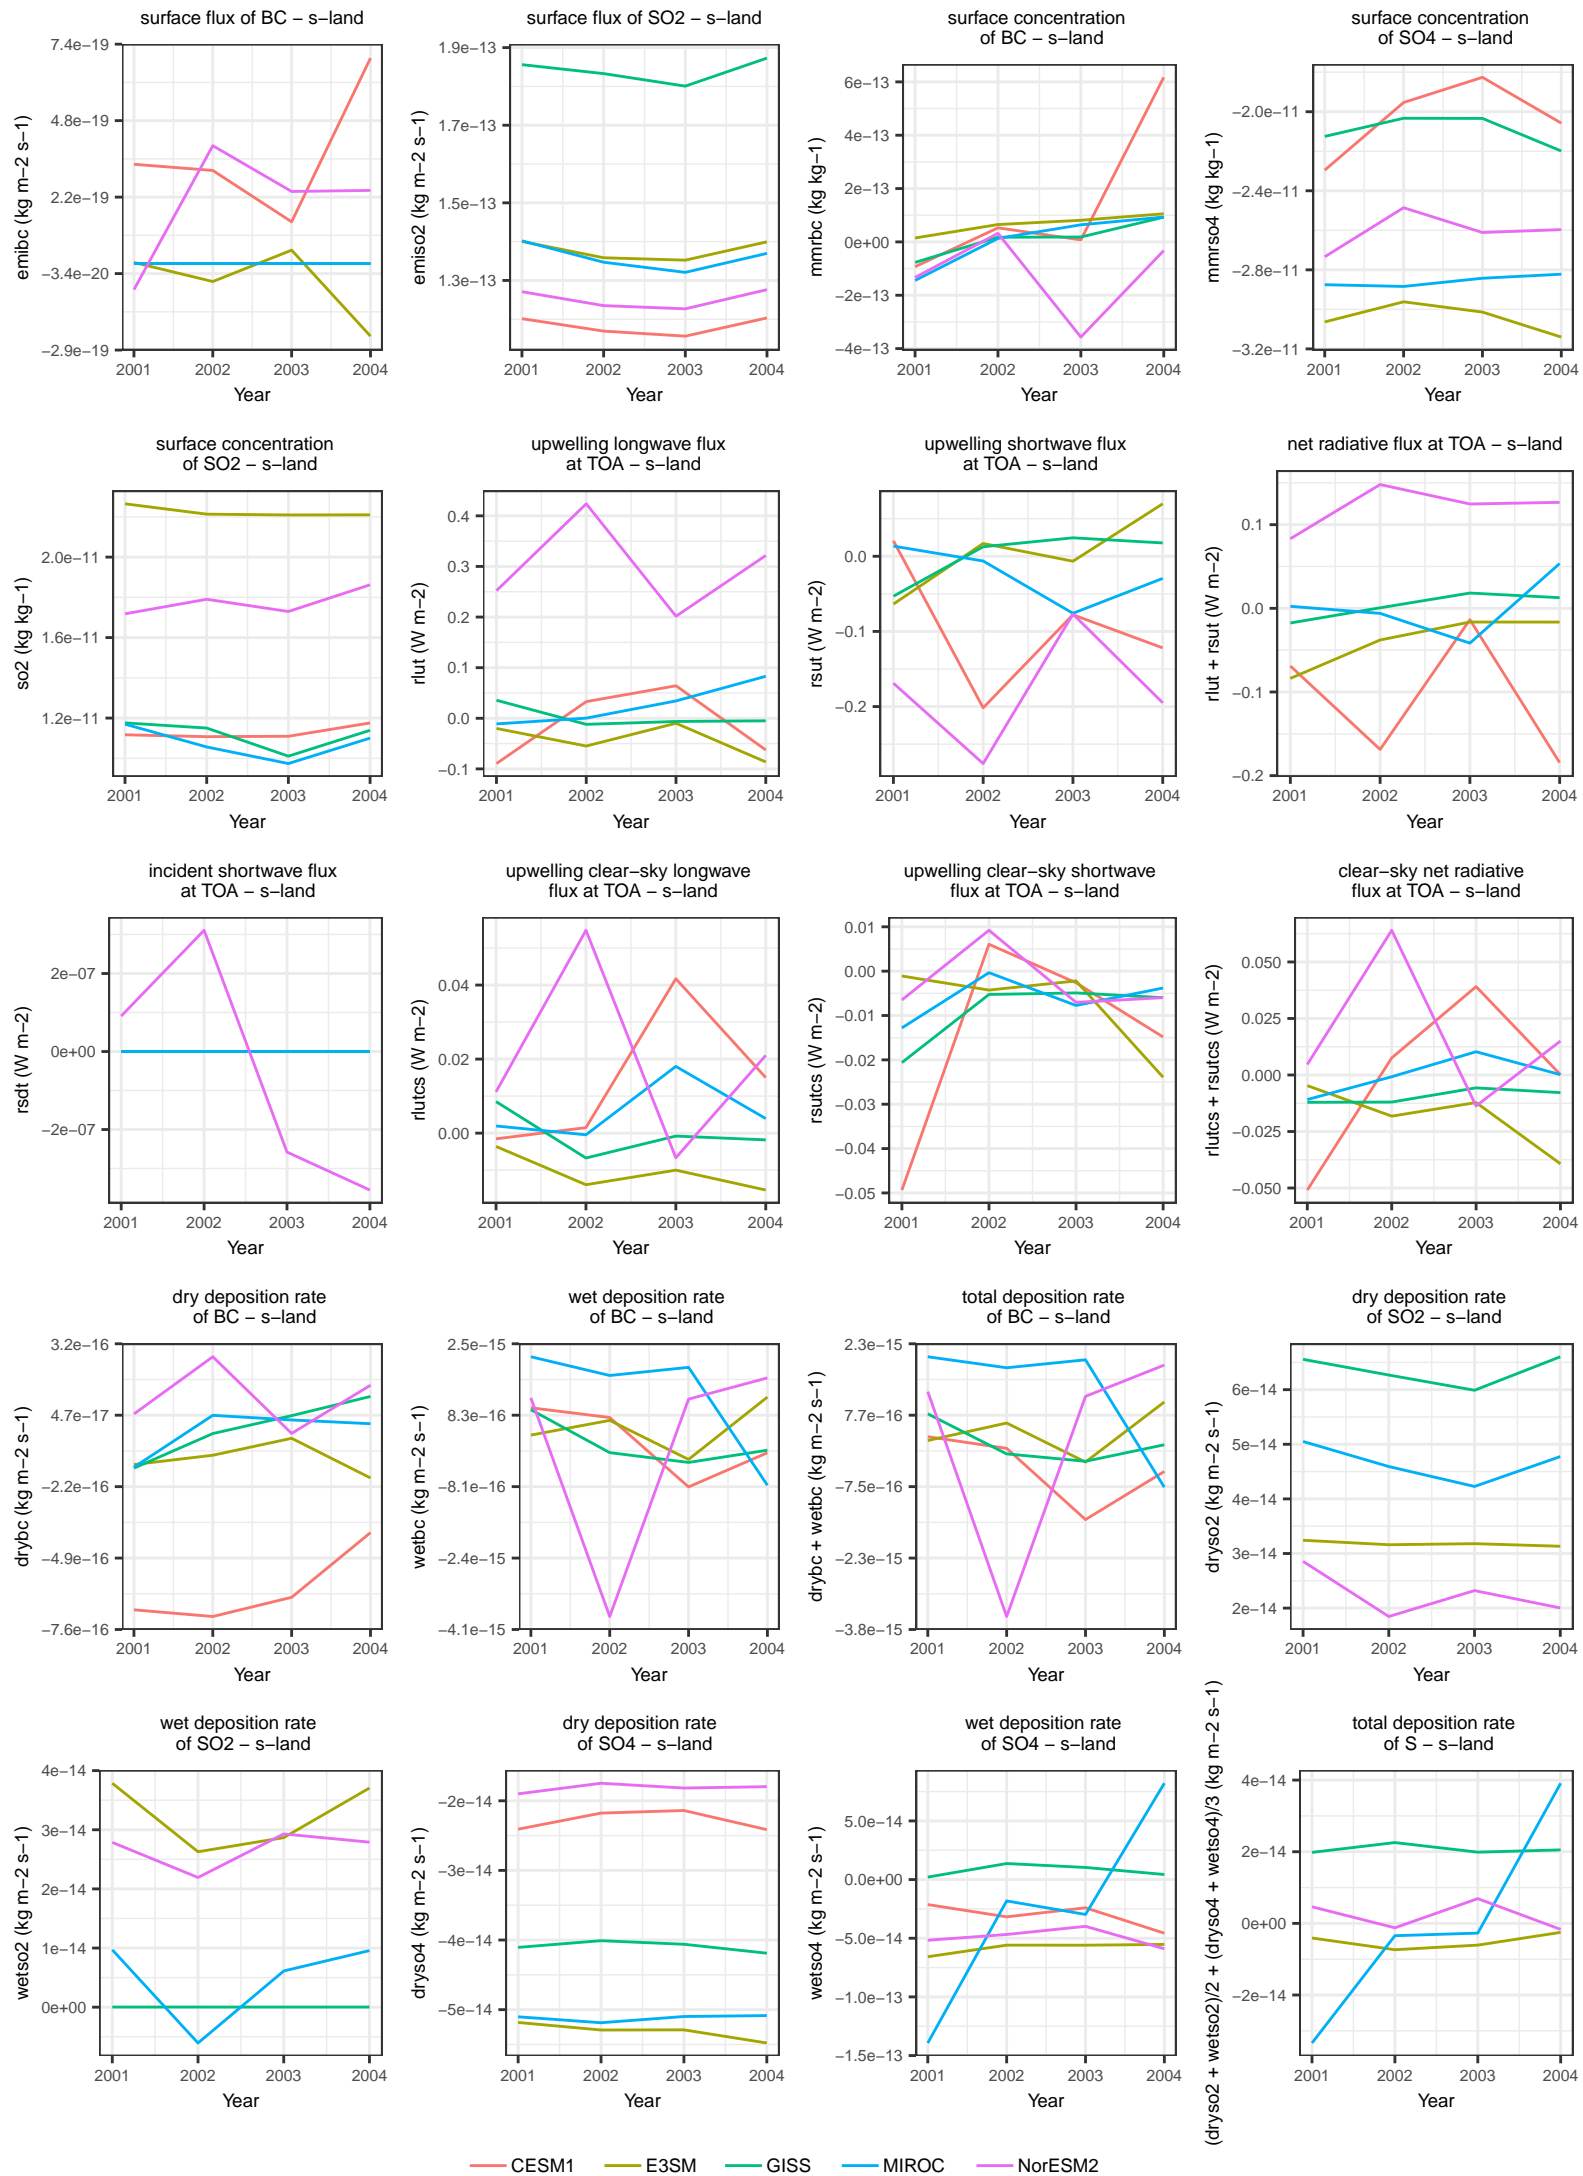 surface flux of BC − s−land
7.4e−19
4.8e−19
2.2e−19
−3.4e−20
−2.9e−19
emibc (kg m−2 s−1)
2001 2002 2003 2004
Year
surface flux of SO2 − s−land
1.9e−13
1.7e−13
1.5e−13
1.3e−13
emiso2 (kg m−2 s−1)
2001 2002 2003 2004
Year
surface concentration
of BC − s−land
6e−13
4e−13
2e−13
0e+00
−2e−13
−4e−13
mmrbc (kg kg−1)
2001 2002 2003 2004
Year
surface concentration
of SO4 − s−land
−2.0e−11
−2.4e−11
−2.8e−11
−3.2e−11
mmrso4 (kg kg−1)
2001 2002 2003 2004
Year
surface concentration
of SO2 − s−land
2.0e−11
1.6e−11
1.2e−11
so2 (kg kg−1)
2001 2002 2003 2004
Year
upwelling longwave flux
at TOA − s−land
0.4
0.3
0.2
0.1
0.0
−0.1
rlut (W m−2)
2001 2002 2003 2004
Year
upwelling shortwave flux
at TOA − s−land
0.0
−0.1
−0.2
rsut (W m−2)
2001 2002 2003 2004
Year
net radiative flux at TOA − s−land
0.1
0.0
−0.1
−0.2
rlut + rsut (W m−2)
2001 2002 2003 2004
Year
incident shortwave flux
at TOA − s−land
2e−07
0e+00
−2e−07
rsdt (W m−2)
2001 2002 2003 2004
Year
upwelling clear−sky longwave
flux at TOA − s−land
0.04
0.02
0.00
rlutcs (W m−2)
2001 2002 2003 2004
Year
upwelling clear−sky shortwave
flux at TOA − s−land
0.01
0.00
−0.01
−0.02
−0.03
−0.04
−0.05
rsutcs (W m−2)
2001 2002 2003 2004
Year
clear−sky net radiative
flux at TOA − s−land
0.050
0.025
0.000
−0.025
−0.050
rlutcs + rsutcs (W m−2)
2001 2002 2003 2004
Year
dry deposition rate
of BC − s−land
3.2e−16
4.7e−17
−2.2e−16
−4.9e−16
−7.6e−16
drybc (kg m−2 s−1)
2001 2002 2003 2004
Year
wet deposition rate
of BC − s−land
2.5e−15
8.3e−16
−8.1e−16
−2.4e−15
−4.1e−15
wetbc (kg m−2 s−1)
2001 2002 2003 2004
Year
total deposition rate
of BC − s−land
2.3e−15
7.7e−16
−7.5e−16
−2.3e−15
−3.8e−15
drybc + wetbc (kg m−2 s−1)
2001 2002 2003 2004
Year
dry deposition rate
of SO2 − s−land
6e−14
5e−14
4e−14
3e−14
2e−14
dryso2 (kg m−2 s−1)
2001 2002 2003 2004
Year
wet deposition rate
of SO2 − s−land
4e−14
3e−14
2e−14
1e−14
0e+00
wetso2 (kg m−2 s−1)
2001 2002 2003 2004
Year
dry deposition rate
of SO4 − s−land
−2e−14
−3e−14
−4e−14
−5e−14
dryso4 (kg m−2 s−1)
2001 2002 2003 2004
Year
wet deposition rate
of SO4 − s−land
5.0e−14
0.0e+00
−5.0e−14
−1.0e−13
−1.5e−13
wetso4 (kg m−2 s−1)
2001 2002 2003 2004
Year
total deposition rate
of S − s−land
4e−14
2e−14
0e+00
−2e−14
(dryso2 + wetso2)/2 + (dryso4 + wetso4)/3 (kg m−2 s−1)
2001 2002 2003 2004
Year
CESM1 E3SM GISS MIROC NorESM2